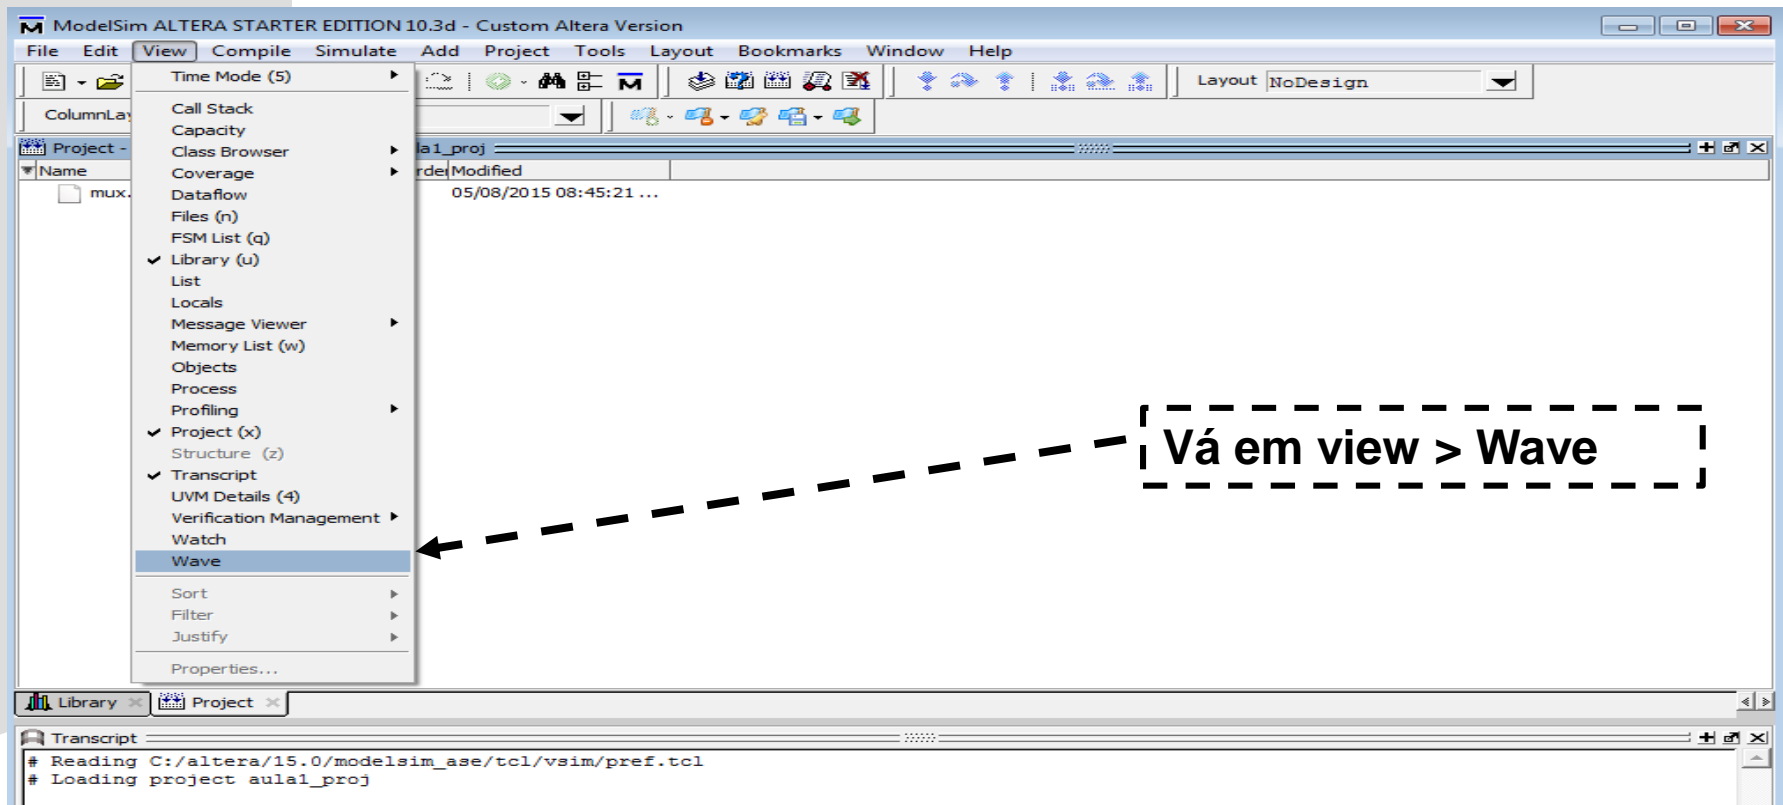 ModelSim ALTERA STARTER EDITION 10.3d - Custom Altera Version
File Edit View Compile Simulate Add Project Tools Layout Bookmarks Window Help
Layout NoDesign
ColumnLay
Project - la1_proj
Name rder Modified
mux. 05/08/2015 08:45:21 ...
Time Mode (5)
Call Stack
Capacity
Class Browser
Coverage
Dataflow
Files (n)
FSM List (q)
Library (u)
List
Locals
Message Viewer
Memory List (w)
Objects
Process
Profiling
Project (x)
Structure (z)
Transcript
UVM Details (4)
Verification Management
Watch
Wave
Sort
Filter
Justify
Properties...
Vá em view > Wave
Library Project
Transcript
# Reading C:/altera/15.0/modelsim_ase/tcl/vsim/pref.tcl
# Loading project aula1_proj